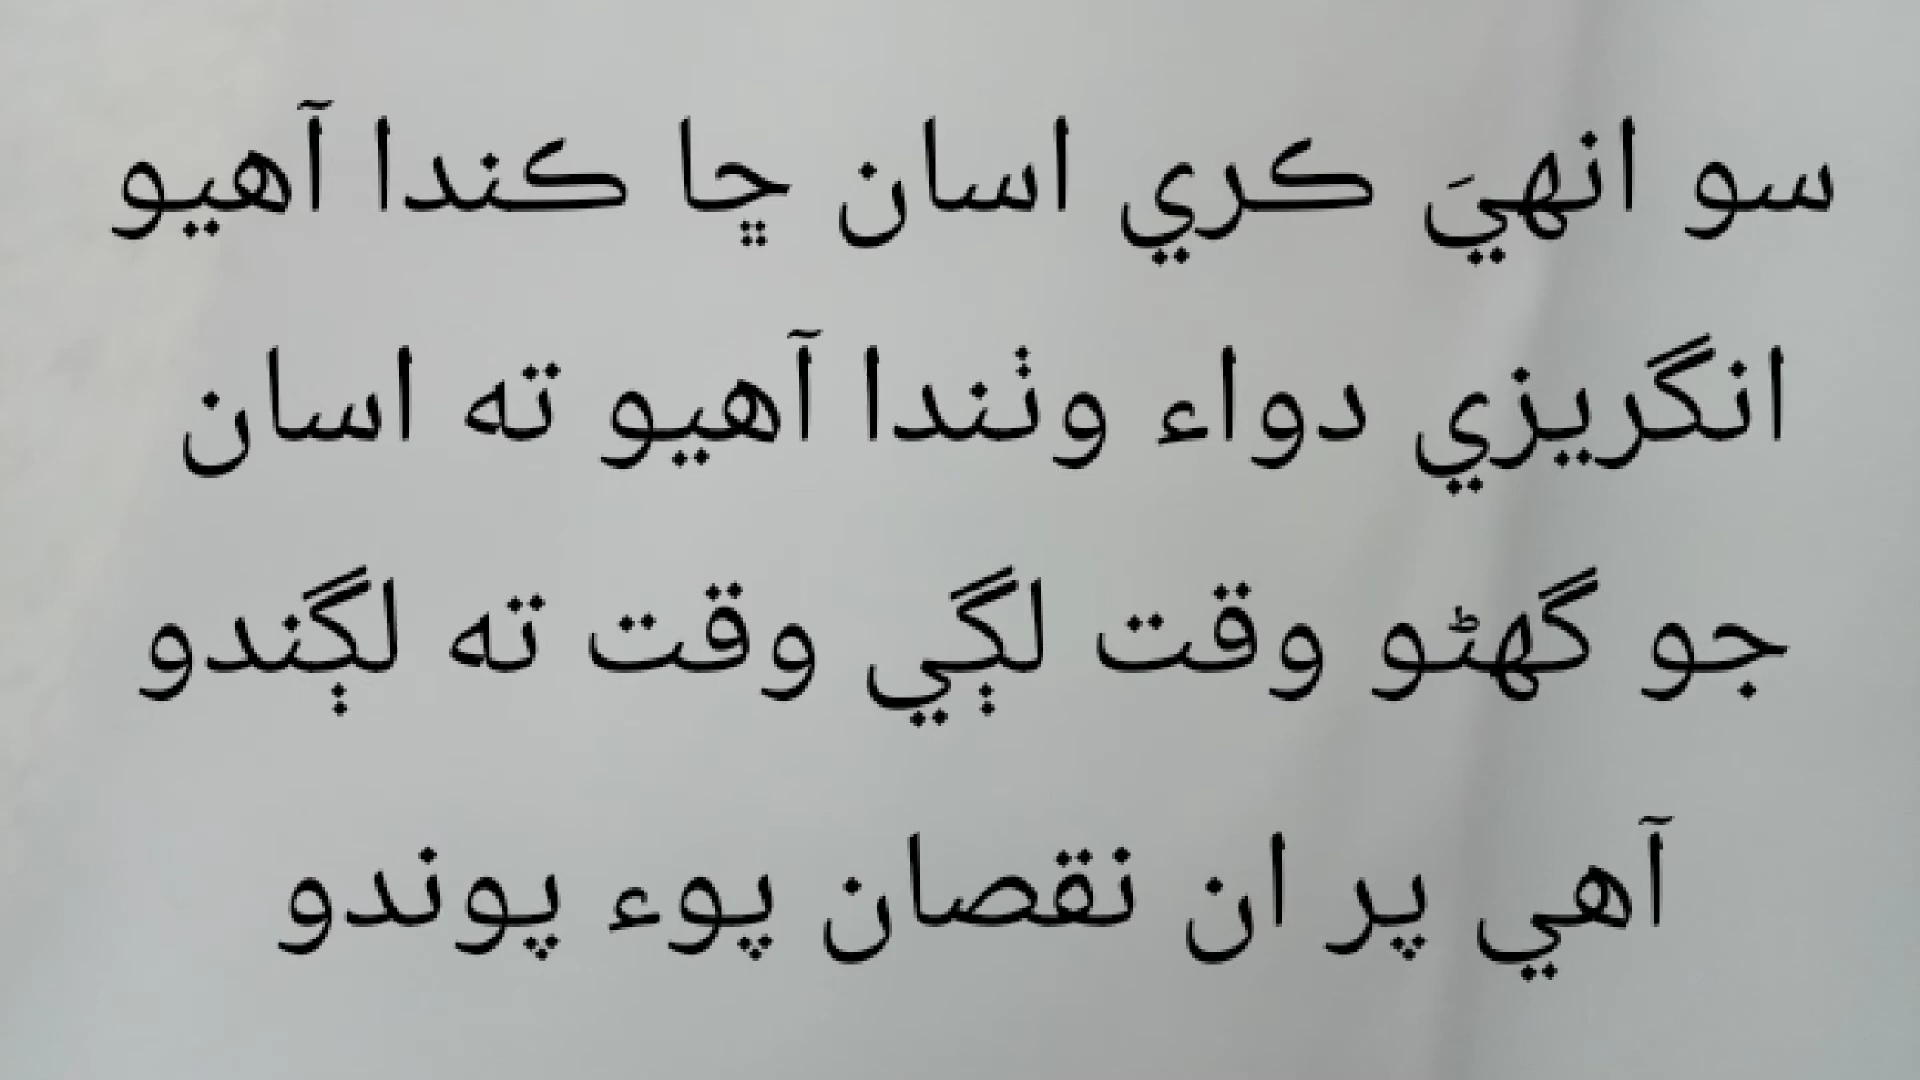 سو انهيَ ڪري اسان ڇا ڪندا آهيو
انگريزي دواء وٺندا آهيو ته اسان
جو گھڻو وقت لڳي وقت ته لڳندو
آهي پر ان نقصان پوء پوندو